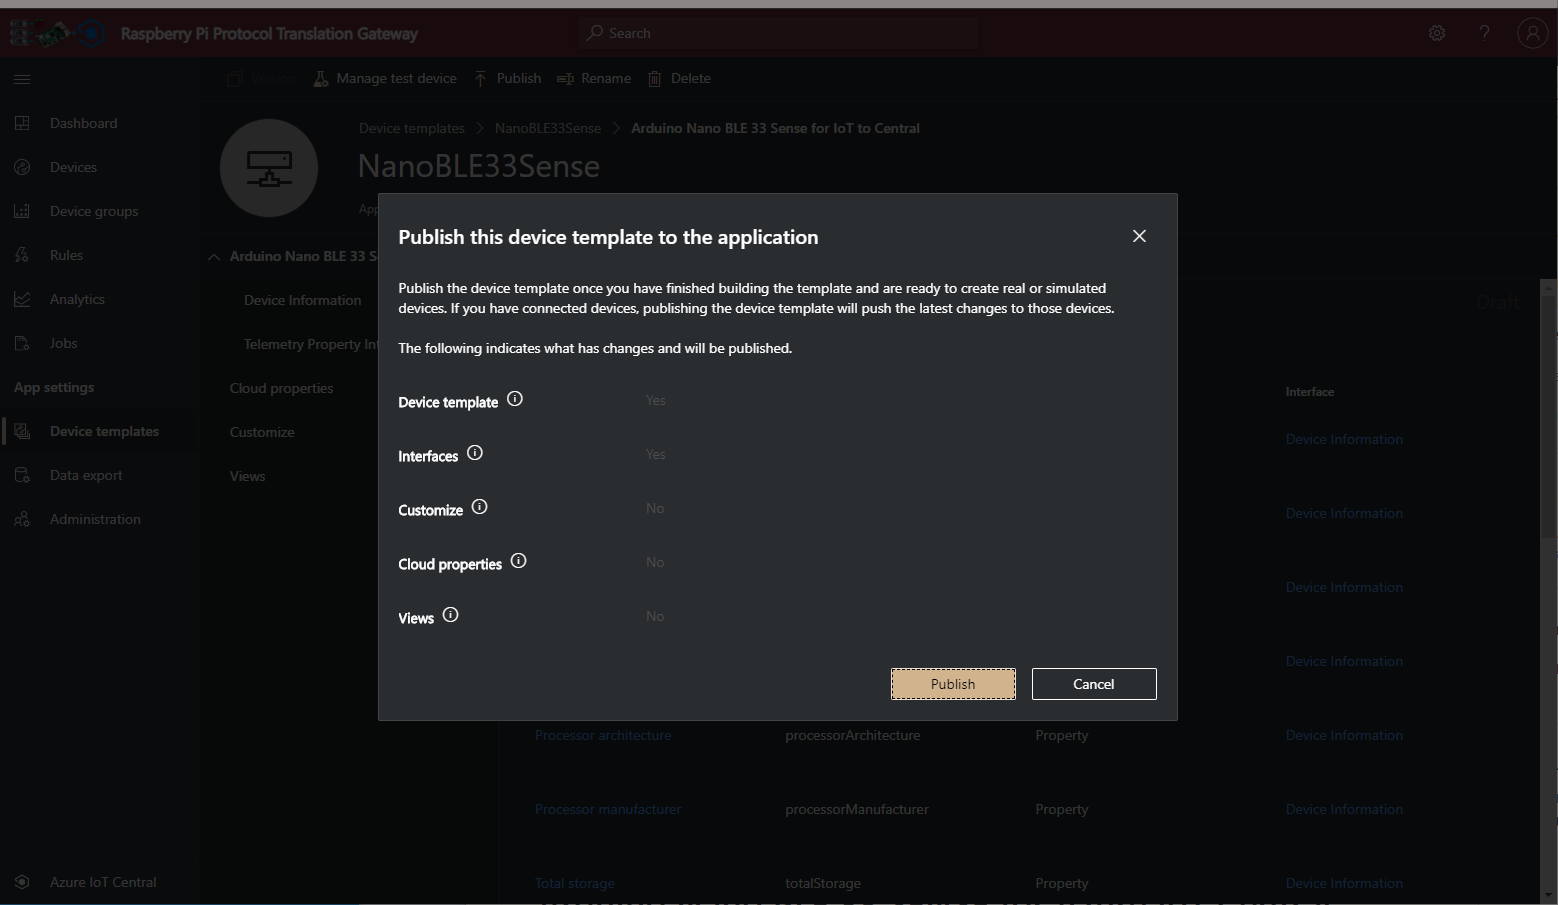 Raspberry Pi Protocol Translation Gateway
Search
Version
Manage test device
Publish
Rename
Delete
Dashboard
Devices
Device groups
Rules
Analytics
Jobs
App settings
Device templates
Data export
Administration
Azure IoT Central
Device templates > NanoBLE33Sense > Arduino Nano BLE 33 Sense for IoT to Central
NanoBLE33Sense
App
Arduino Nano BLE 33 S
Device Information
Telemetry Property Int
Cloud properties
Customize
Views
Draft
Publish this device template to the application
Publish the device template once you have finished building the template and are ready to create real or simulated
devices. If you have connected devices, publishing the device template will push the latest changes to those devices.
The following indicates what has changes and will be published.
Device template Yes
Interfaces Yes
Customize No
Cloud properties No
Views No
Publish
Cancel
Interface
Device Information
Device Information
Device Information
Device Information
Processor architecture processorArchitecture Property Device Information
Processor manufacturer processorManufacturer Property Device Information
Total storage totalStorage Property Device Information